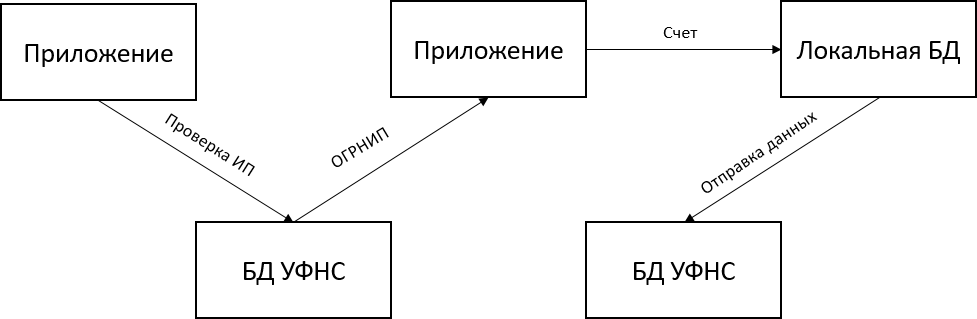 Приложение
Приложение
Счет
Локальная БД
Проверка ИП
ОГРНИП
Отправка данных
БД УФНС
БД УФНС